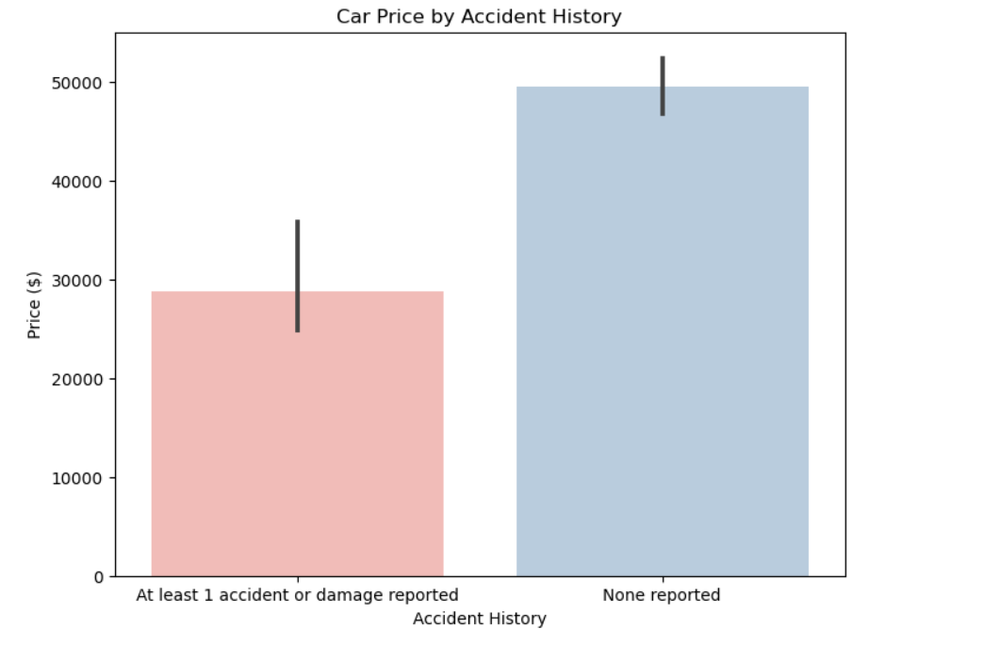 Car Price by Accident History
Price ($)
50000
40000
30000
20000
10000
0
At least 1 accident or damage reported
None reported
Accident History